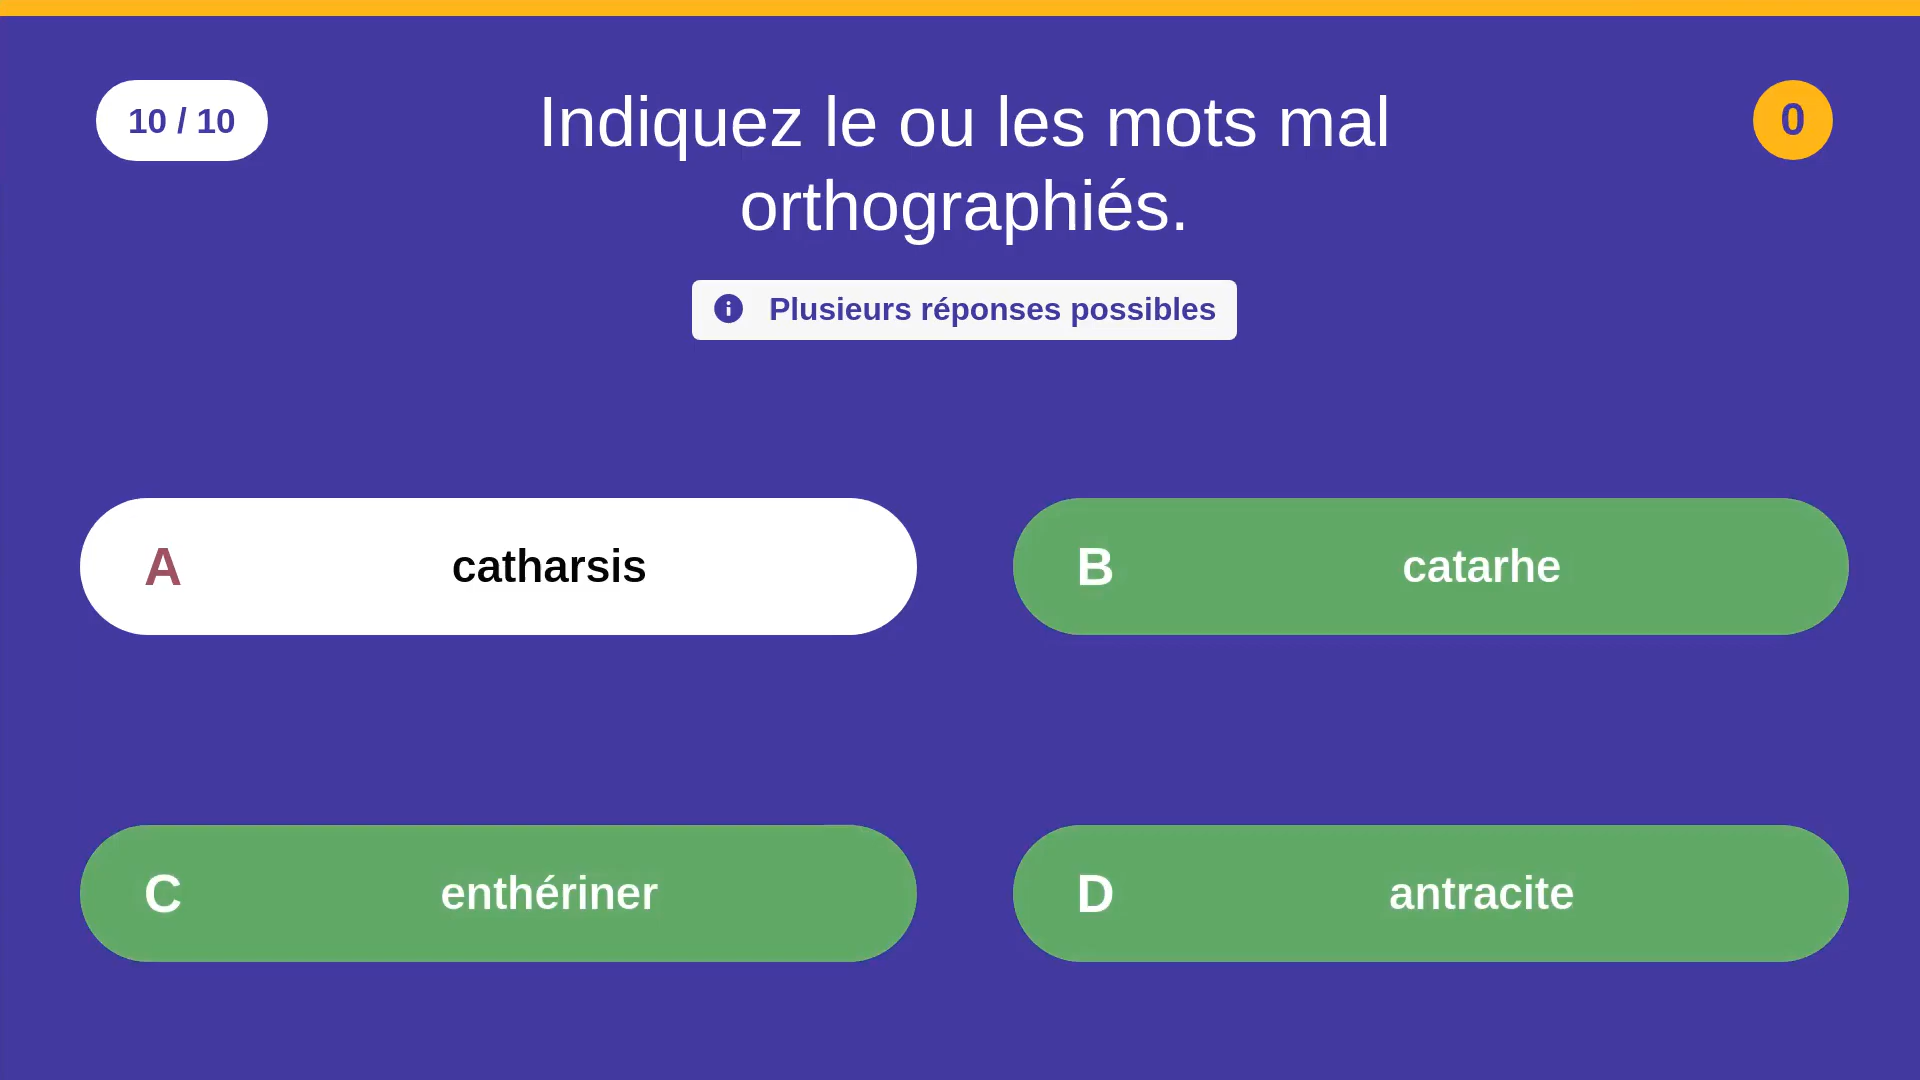 10 / 10
Indiquez le ou les mots mal
orthographiés.
0
Plusieurs réponses possibles
A catharsis
B catarhe
C enthériner
D antracite